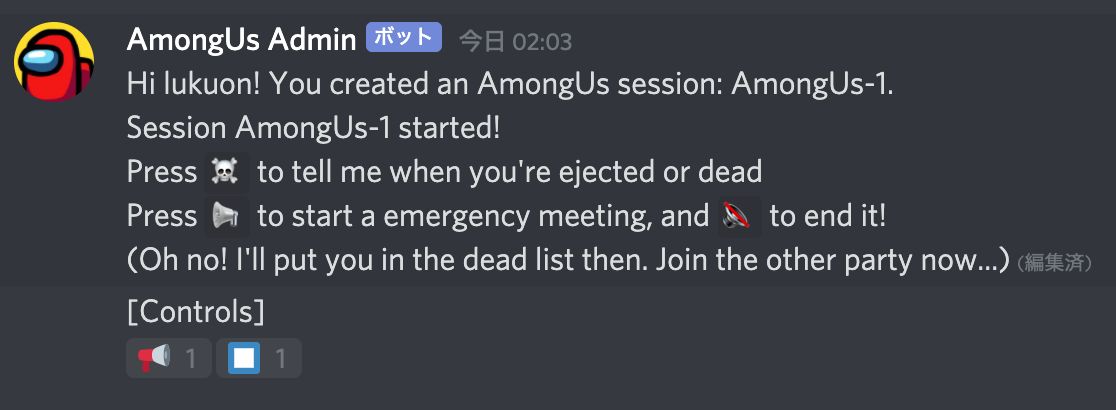 AmongUs Admin ボット 今日 02:03
Hi lukuon! You created an AmongUs session: AmongUs-1.
Session AmongUs-1 started!
Press ☠ to tell me when you're ejected or dead
Press 📢 to start a emergency meeting, and 🔇 to end it!
(Oh no! I'll put you in the dead list then. Join the other party now...) (編集済)
[Controls]
1 1